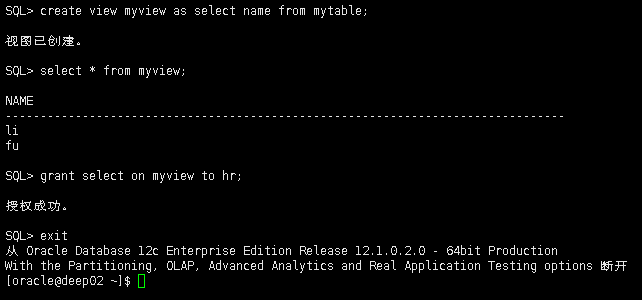 SQL> create view myview as select name from mytable;
视图已创建。
SQL> select * from myview;
NAME
--------------------------------------------------------------------------------
li
fu
SQL> grant select on myview to hr;
授权成功。
SQL> exit
从 Oracle Database 12c Enterprise Edition Release 12.1.0.2.0 - 64bit Production
With the Partitioning, OLAP, Advanced Analytics and Real Application Testing options 断开
[oracle@deep02 ~]$